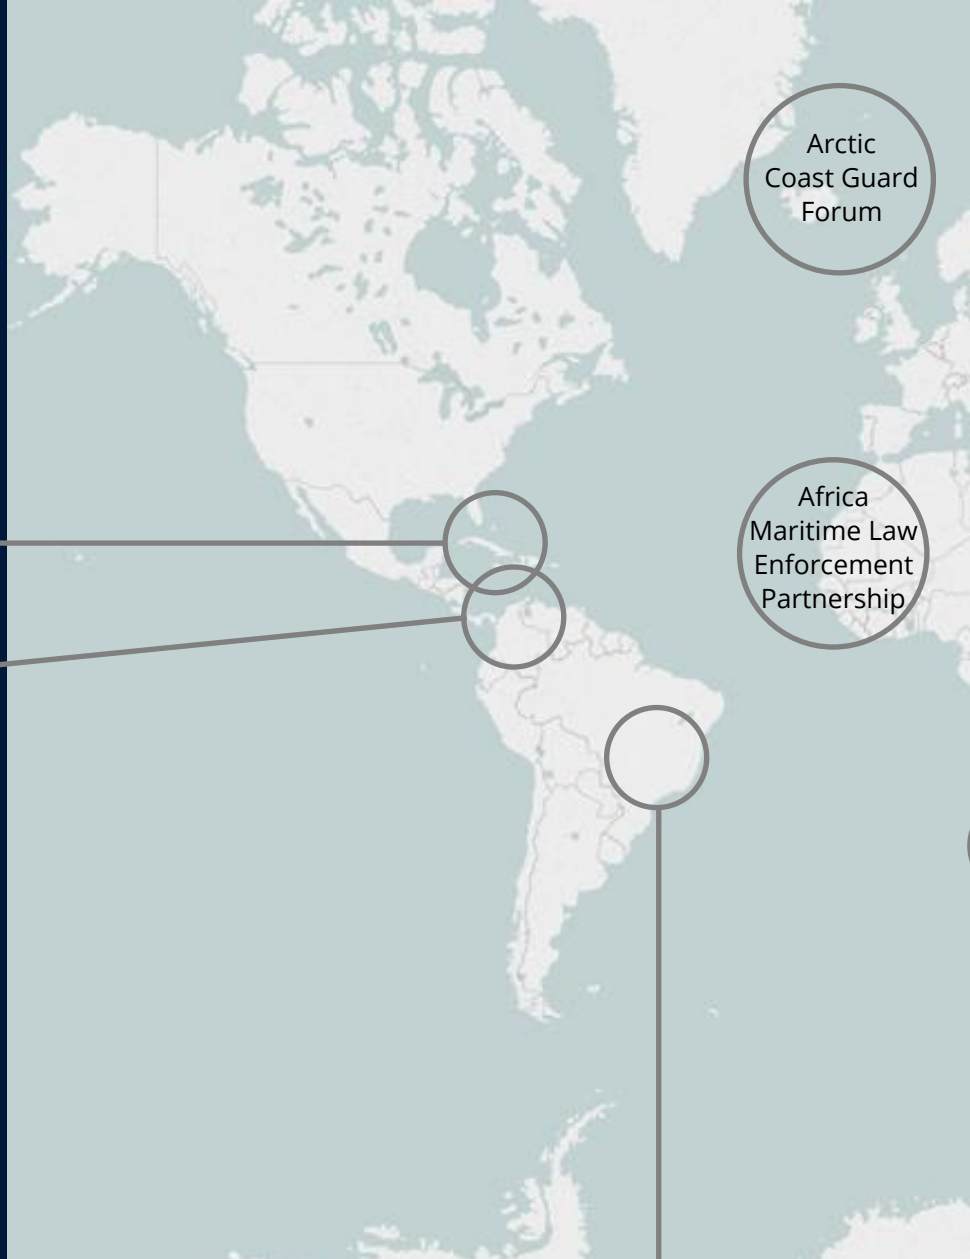 Arctic
Coast Guard
Forum
Africa
Maritime Law
Enforcement
Partnership